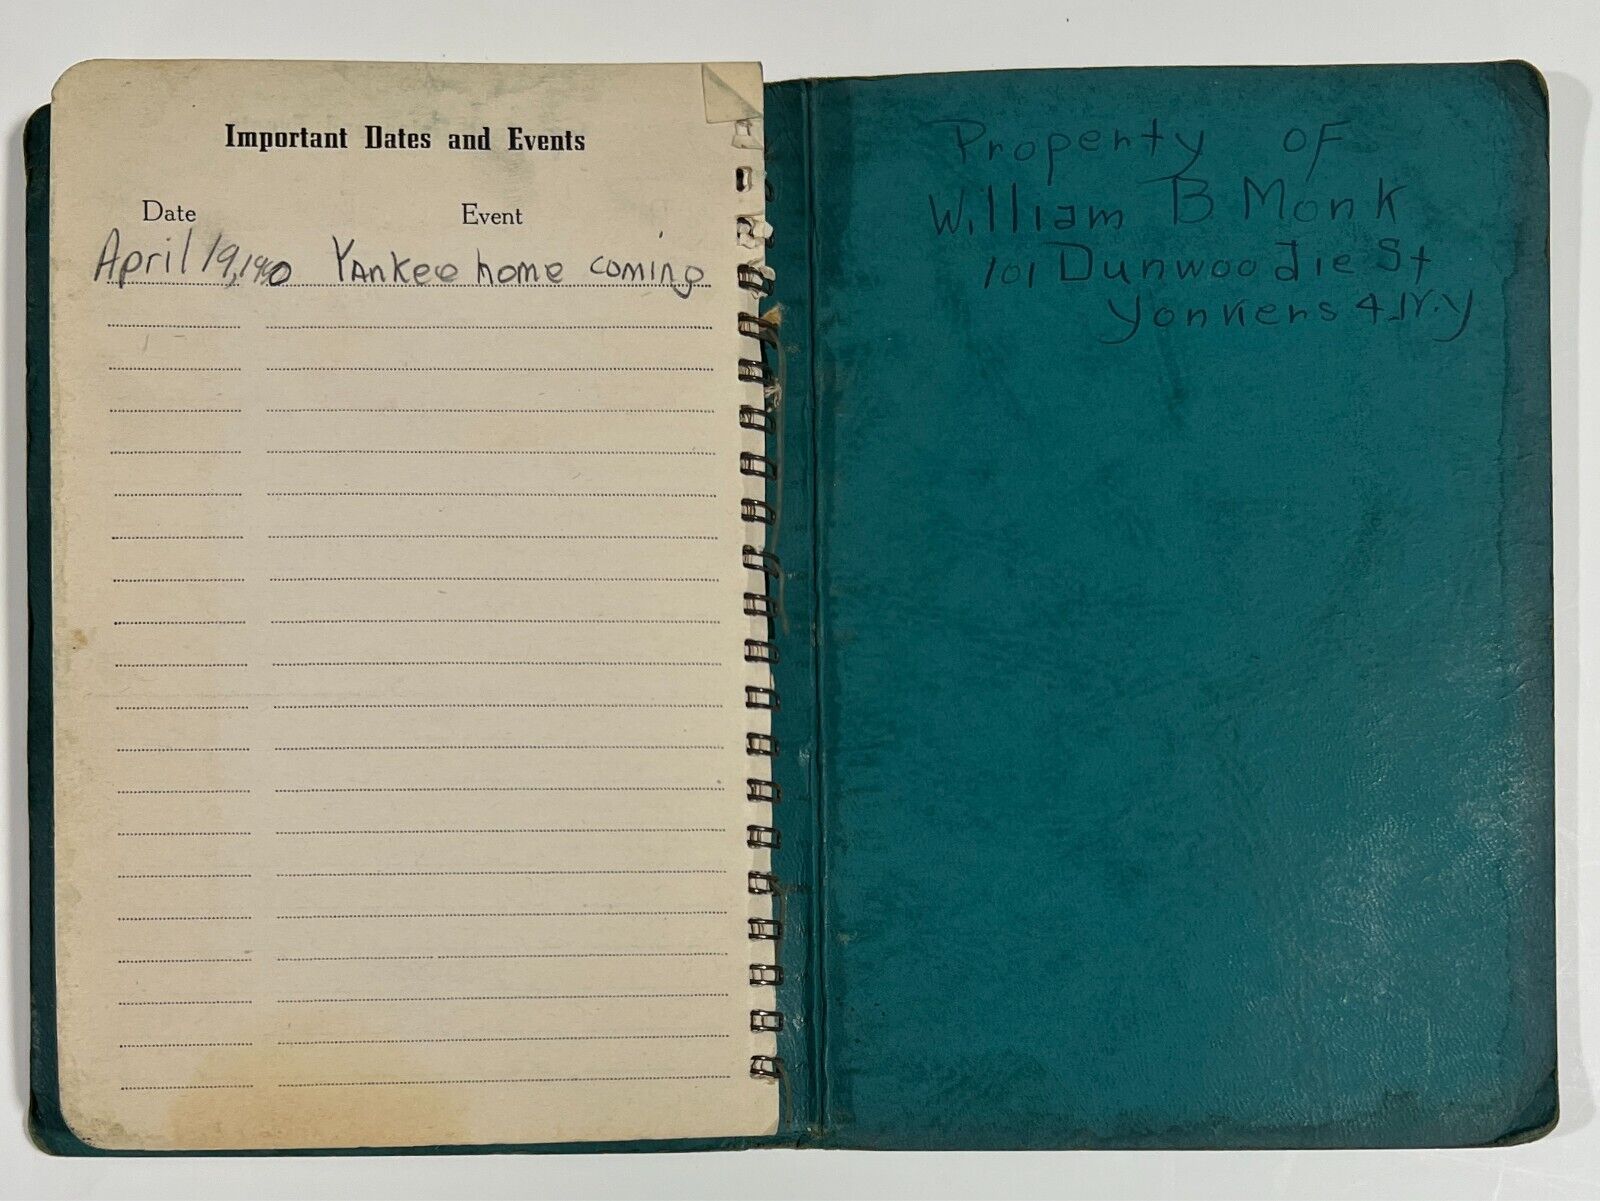 Important Dates and Events
Date Event
April 19, 1960 Yankee home coming
Property OF
William B Monk
101 Dunwoodie St
Yonkers 4 N.Y